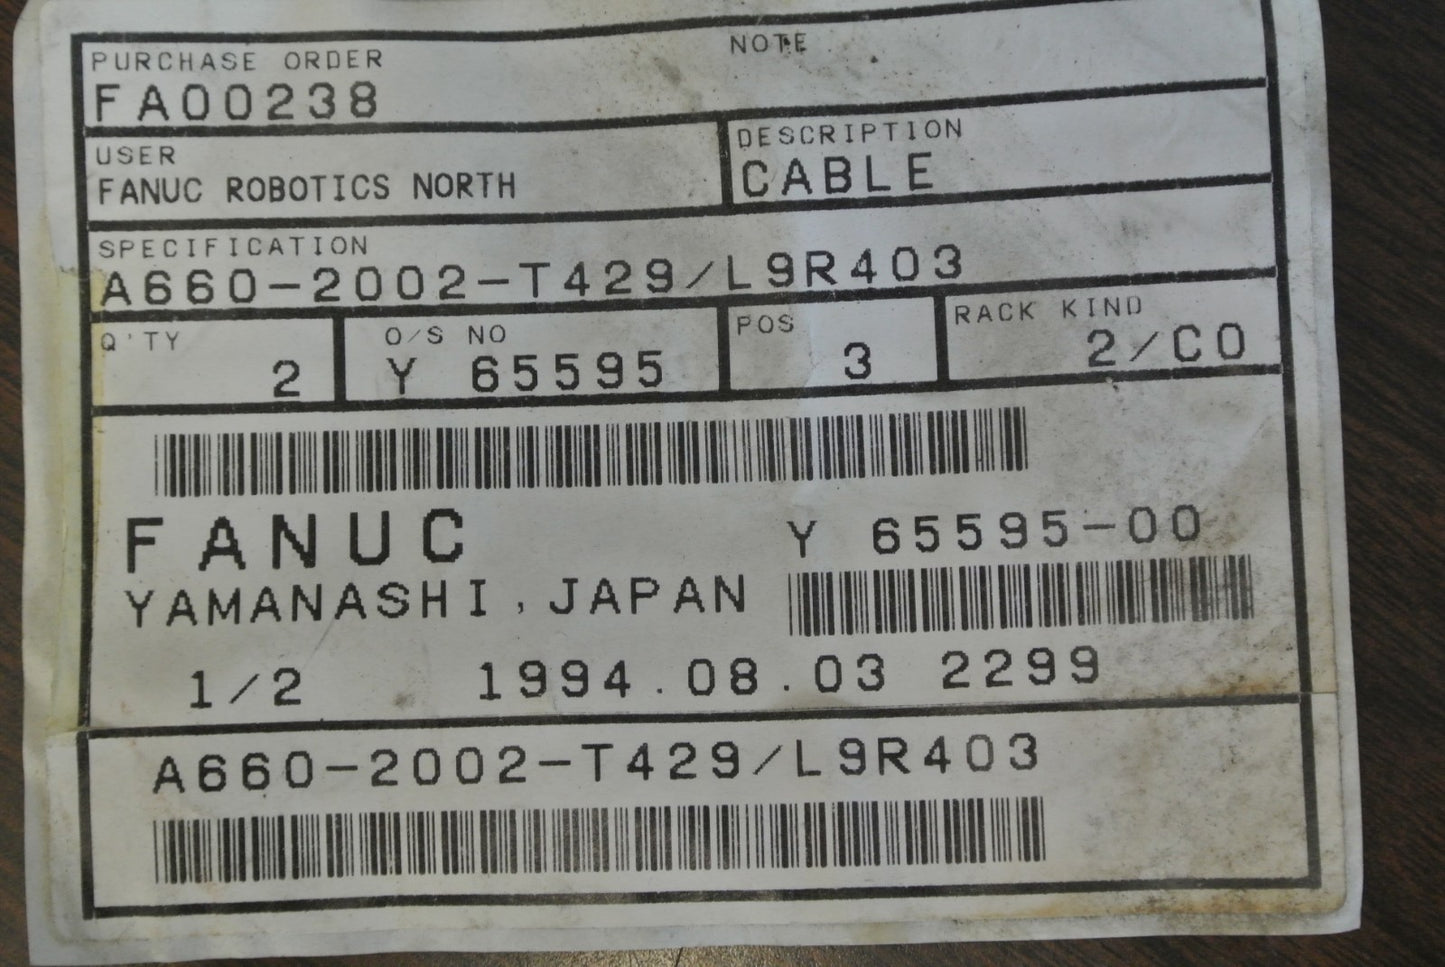 PURCHASE ORDER
NOTE
FA00238
USER
FANUC ROBOTICS NORTH
DESCRIPTION
CABLE
SPECIFICATION
A660-2002-T429/L9R403
Q'TY
2
O/S NO
Y 65595
POS
3
RACK KIND
2/CO
FANUC
YAMANASHI, JAPAN
Y 65595-00
1/2 1994.08.03 2299
A660-2002-T429/L9R403